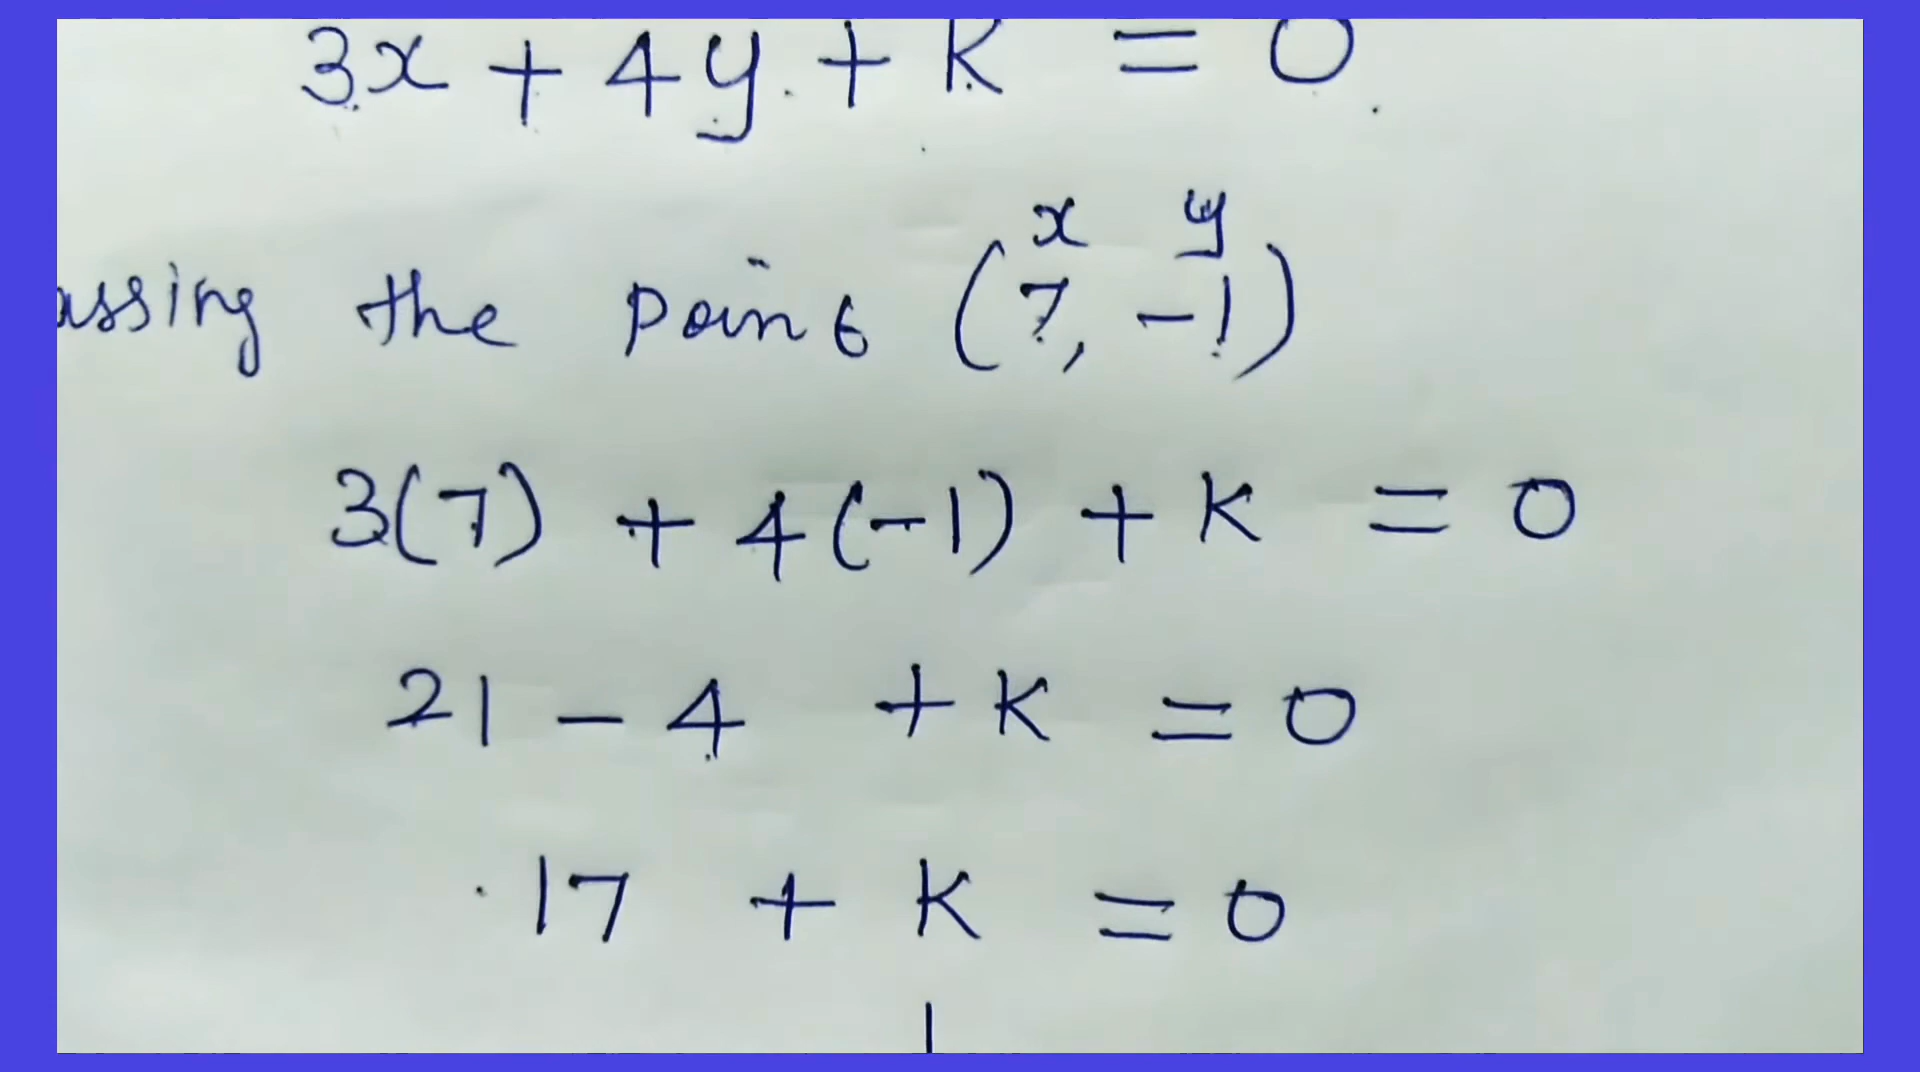 3x + 4y + k = 0
x y
assing the point (7, -1)
3(7) + 4(-1) + k = 0
21 - 4 + k = 0
17 + k = 0